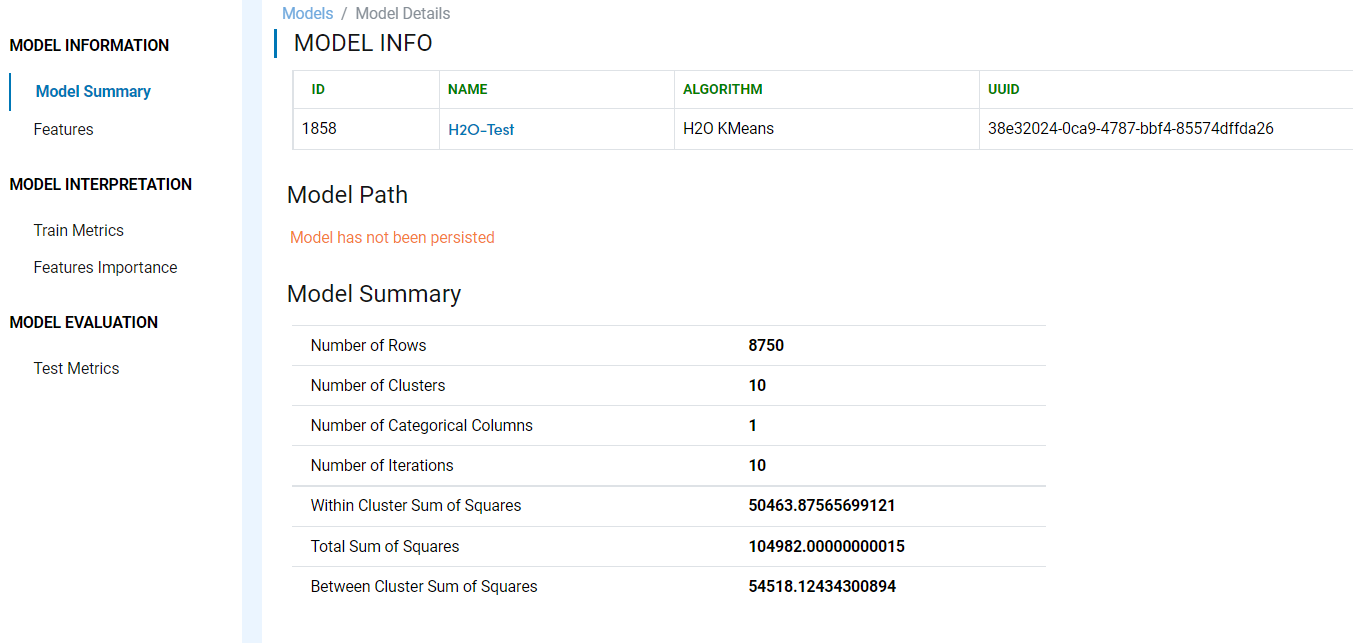 MODEL INFORMATION
Model Summary
Features
MODEL INTERPRETATION
Train Metrics
Features Importance
MODEL EVALUATION
Test Metrics
Models / Model Details
MODEL INFO
ID NAME ALGORITHM UUID
1858 H2O-Test H2O KMeans 38e32024-0ca9-4787-bbf4-85574dffda26
Model Path
Model has not been persisted
Model Summary
Number of Rows 8750
Number of Clusters 10
Number of Categorical Columns 1
Number of Iterations 10
Within Cluster Sum of Squares 50463.87565699121
Total Sum of Squares 104982.00000000015
Between Cluster Sum of Squares 54518.12434300894